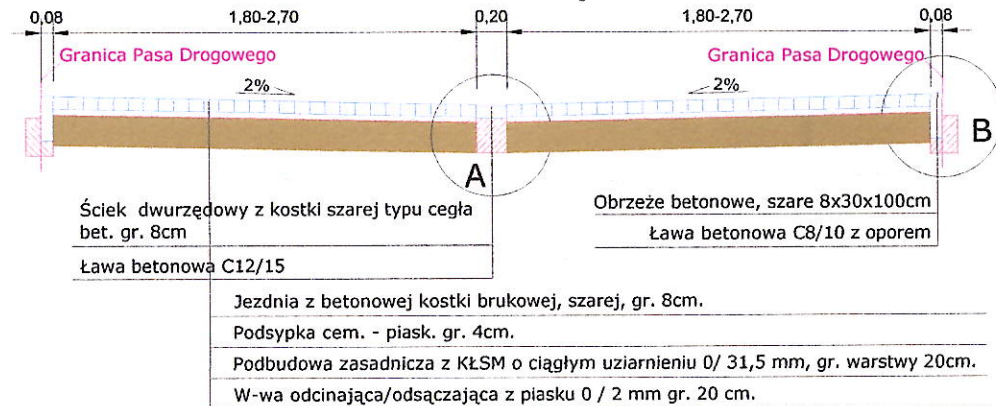 0,08 1,80-2,70 0,20 1,80-2,70 0,08
Granica Pasa Drogowego Granica Pasa Drogowego
2% 2%
A B
Ściek dwurzędowy z kostki szarej typu cegła
bet. gr. 8cm
Ława betonowa C12/15
Obrzeże betonowe, szare 8x30x100cm
Ława betonowa C8/10 z oporem
Jezdnia z betonowej kostki brukowej, szarej, gr. 8cm.
Podsypka cem. - piask. gr. 4cm.
Podbudowa zasadnicza z KŁSM o ciągłym uziarnieniu 0/ 31,5 mm, gr. warstwy 20cm.
W-wa odcinająca/odsączająca z piasku 0 / 2 mm gr. 20 cm.